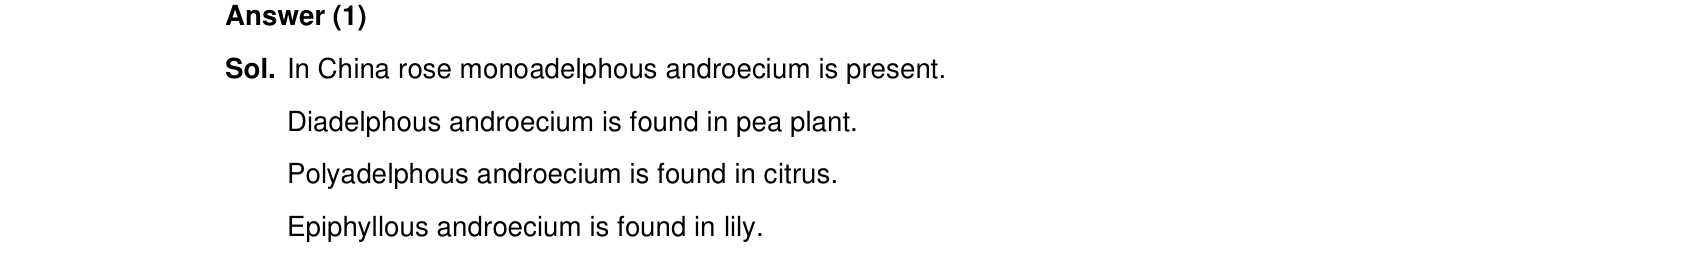 Answer (1)
Sol. In China rose monoadelphous androecium is present.
Diadelphous androecium is found in pea plant.
Polyadelphous androecium is found in citrus.
Epiphyllous androecium is found in lily.